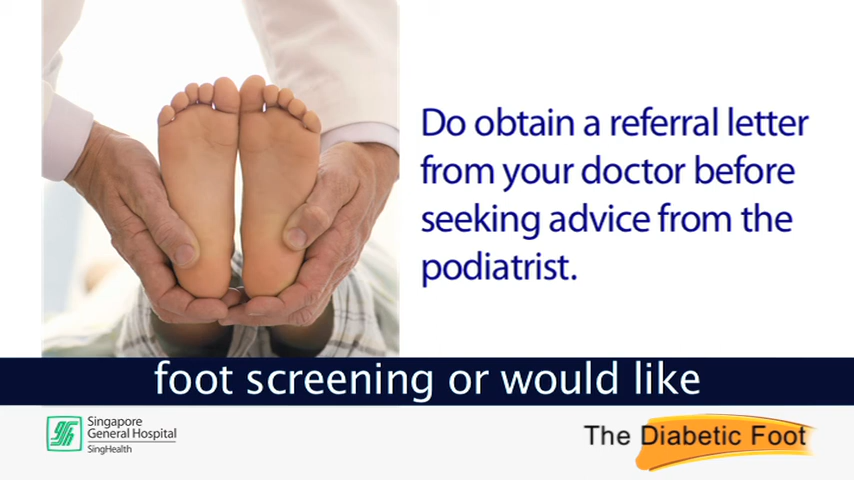 Do obtain a referral letter
from your doctor before
seeking advice from the
podiatrist.
foot screening or would like
Singapore
General Hospital
SingHealth
The Diabetic Foot